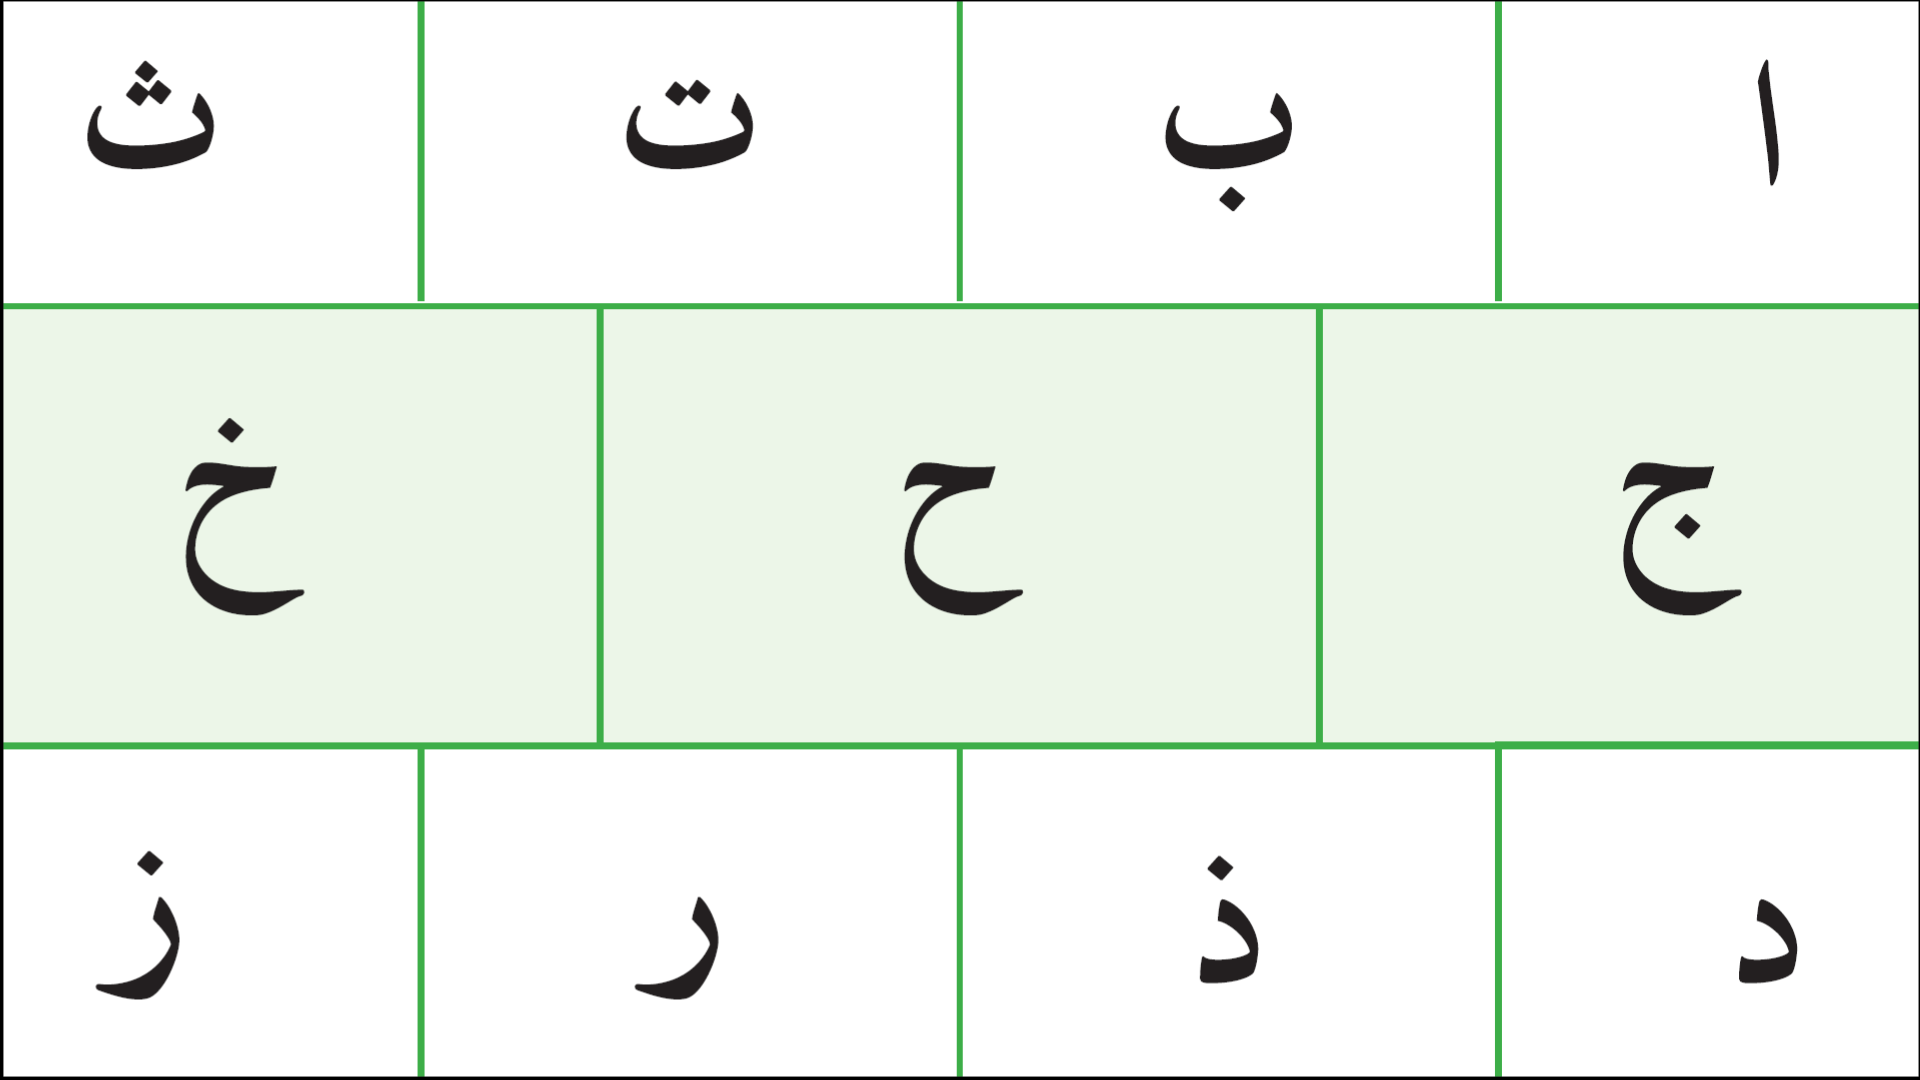 ا ب ت ث
ج ح خ
د ذ ر ز